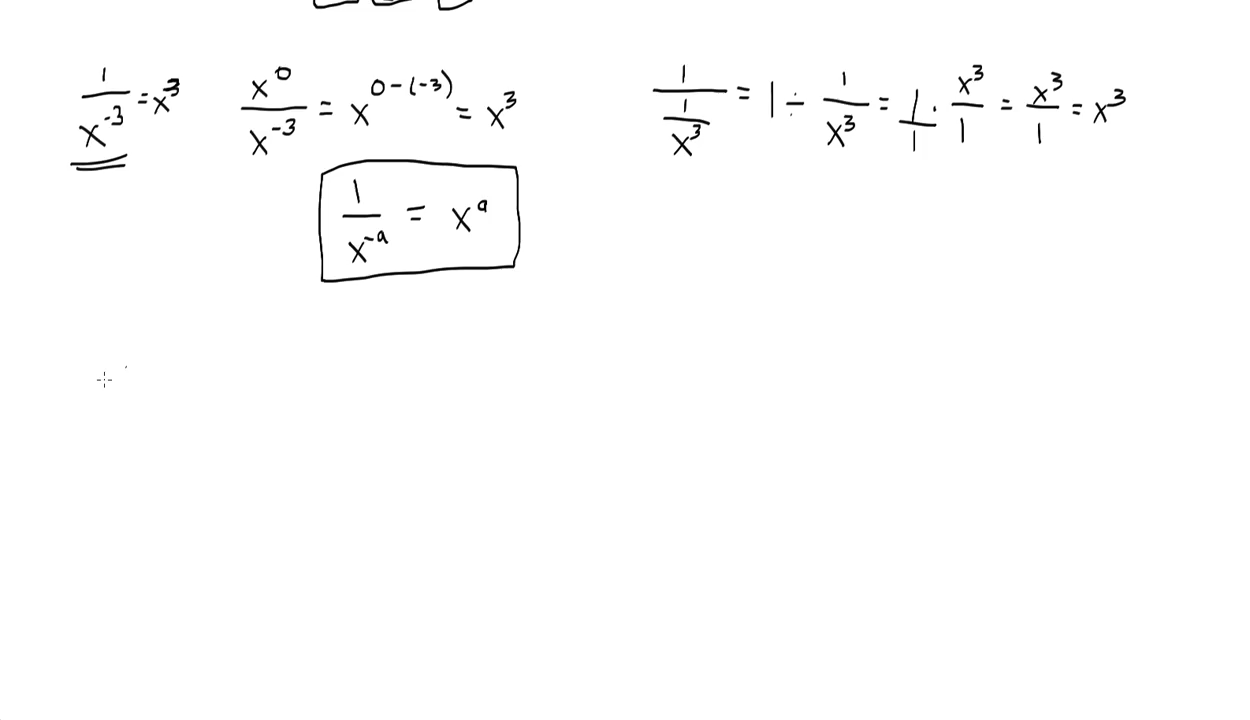 1/x^-3 = x^3   x^0/x^-3 = x^(0-(-3)) = x^3   1/(1/x^3) = 1 ÷ 1/x^3 = 1/1 · x^3/1 = x^3/1 = x^3
1/x^-a = x^a